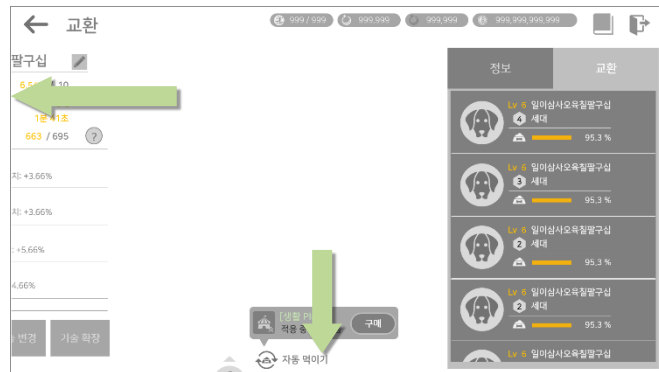 교환
999 / 999
999,999
999,999
999,999,999,999
팔구십
/ 10
1분
1초
663 / 695
?
치: +3.66%
치: +3.66%
: +5.66%
4.66%
변경
기술 확장
[생활
적용 중
구매
자동 먹이기
정보
교환
Lv 6 일이삼사오육칠팔구십
4 세대
95.3 %
Lv 6 일이삼사오육칠팔구십
3 세대
95.3 %
Lv 6 일이삼사오육칠팔구십
2 세대
95.3 %
Lv 6 일이삼사오육칠팔구십
2 세대
95.3 %
Lv 6 일이삼사오육칠팔구십